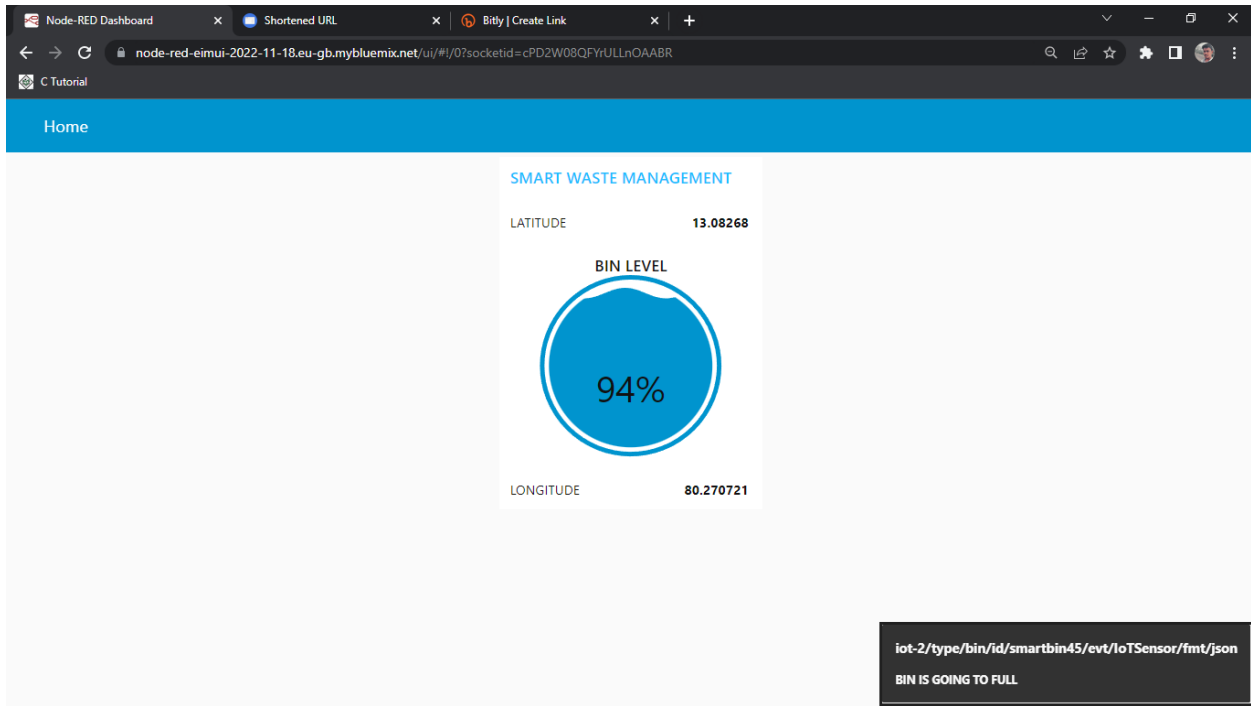 Node-RED Dashboard
Shortened URL
Bitly | Create Link
node-red-eimui-2022-11-18.eu-gb.mybluemix.net/ui/#!/0?socketid=cPD2W08QFYrULLnOAABR
C Tutorial
Home
SMART WASTE MANAGEMENT
LATITUDE 13.08268
BIN LEVEL
94%
LONGITUDE 80.270721
iot-2/type/bin/id/smartbin45/evt/IoTSensor/fmt/json
BIN IS GOING TO FULL